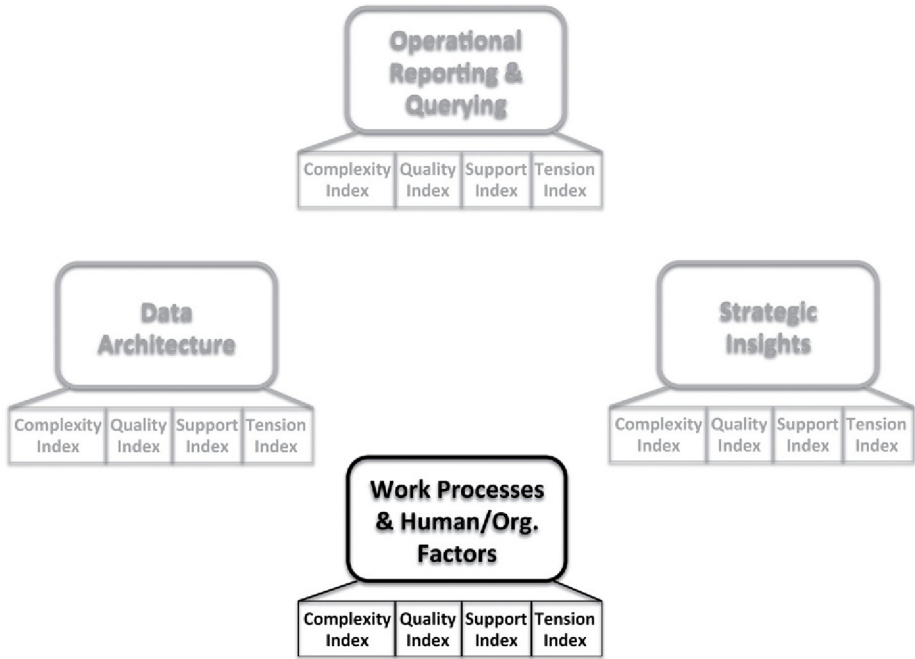 Operational
Reporting &
Querying
Complexity Index
Quality Index
Support Index
Tension Index
Data
Architecture
Complexity Index
Quality Index
Support Index
Tension Index
Strategic
Insights
Complexity Index
Quality Index
Support Index
Tension Index
Work Processes
& Human/Org.
Factors
Complexity Index
Quality Index
Support Index
Tension Index